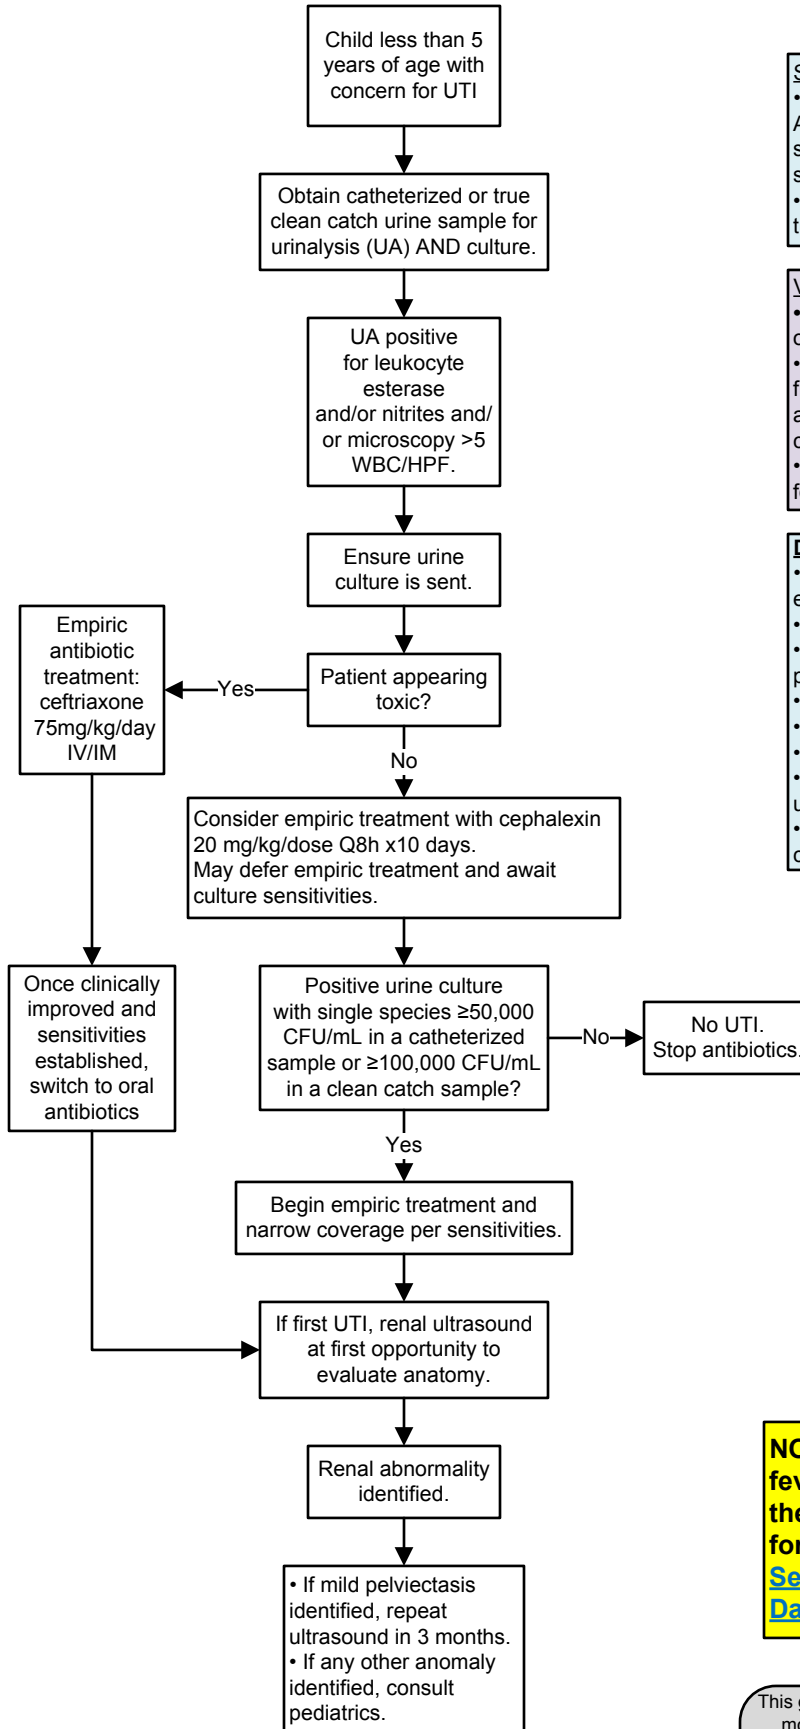 Child less than 5
years of age with
concern for UTI
Obtain catheterized or true
clean catch urine sample for
urinalysis (UA) AND culture.
UA positive
for leukocyte
esterase
and/or nitrites and/
or microscopy >5
WBC/HPF.
Ensure urine
culture is sent.
Patient appearing
toxic?
Yes
Empiric
antibiotic
treatment:
ceftriaxone
75mg/kg/day
IV/IM
No
Consider empiric treatment with cephalexin
20 mg/kg/dose Q8h x10 days.
May defer empiric treatment and await
culture sensitivities.
Once clinically
improved and
sensitivities
established,
switch to oral
antibiotics
Positive urine culture
with single species ≥50,000
CFU/mL in a catheterized
sample or ≥100,000 CFU/mL
in a clean catch sample?
No
No UTI.
Stop antibiotics.
Yes
Begin empiric treatment and
narrow coverage per sensitivities.
If first UTI, renal ultrasound
at first opportunity to
evaluate anatomy.
Renal abnormality
identified.
• If mild pelviectasis
identified, repeat
ultrasound in 3 months.
• If any other anomaly
identified, consult
pediatrics.
This